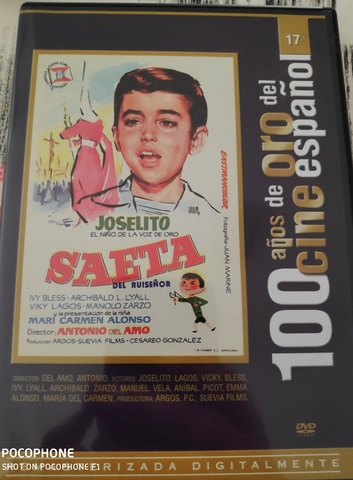 17
100 años de oro del
cine español
EASTMANCOLOR
Fotografía: JUAN MARINE
JOSELITO
EL NIÑO DE LA VOZ DE ORO
SAETA
DEL RUISEÑOR
IVY BLESS - ARCHIBALD L. LYALL
VIKY LAGOS - MANOLO ZARZO
y la presentación de la niña
MARÍ CARMEN ALONSO
Director: ANTONIO DEL AMO
Producción: ARGOS-SUEVIA FILMS - CESAREO GONZALEZ
DIRECTOR: DEL AMO, ANTONIO. ACTORES: JOSELITO, LAGOS, VICKY, BLESS,
IVY, LYALL, ARCHIBALD, ZARZO, MANUEL, VELA, ANÍBAL, PICOT, EMMA
ALONSO, MARÍA DEL CARMEN. PRODUCTORA: ARGOS, P.C.; SUEVIA FILMS.
DVD
VIDEO
RIZADA DIGITALMENTE
POCOPHONE
SHOT ON POCOPHONE F1